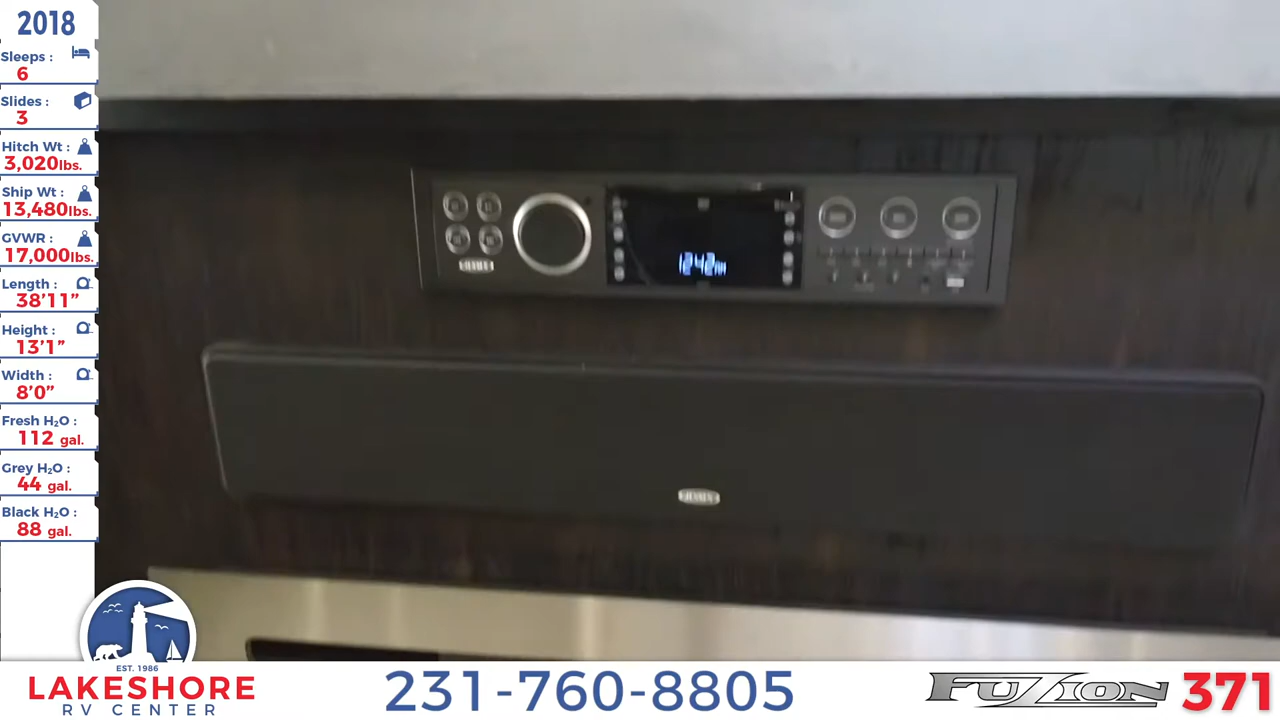 2018
Sleeps :
6
Slides :
3
Hitch Wt :
3,020lbs.
Ship Wt :
13,480lbs.
GVWR :
17,000lbs.
Length :
38'11"
Height :
13'1"
Width :
8'0"
Fresh H₂O :
112 gal.
Grey H₂O :
44 gal.
Black H₂O :
88 gal.
12:42AM
EST. 1986
LAKESHORE
RV CENTER
231-760-8805
FUZION 371